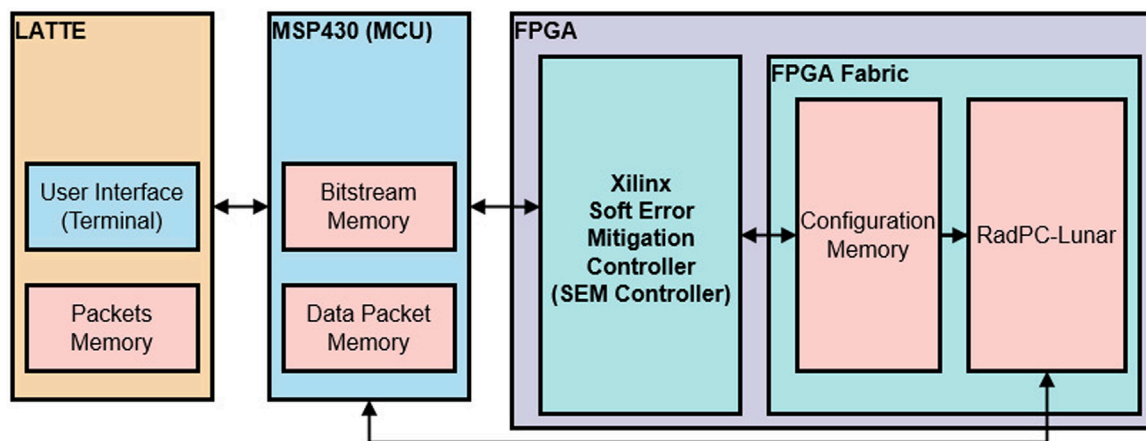 LATTE
User Interface
(Terminal)
Packets
Memory
MSP430 (MCU)
Bitstream
Memory
Data Packet
Memory
FPGA
Xilinx
Soft Error
Mitigation
Controller
(SEM Controller)
FPGA Fabric
Configuration
Memory
RadPC-Lunar